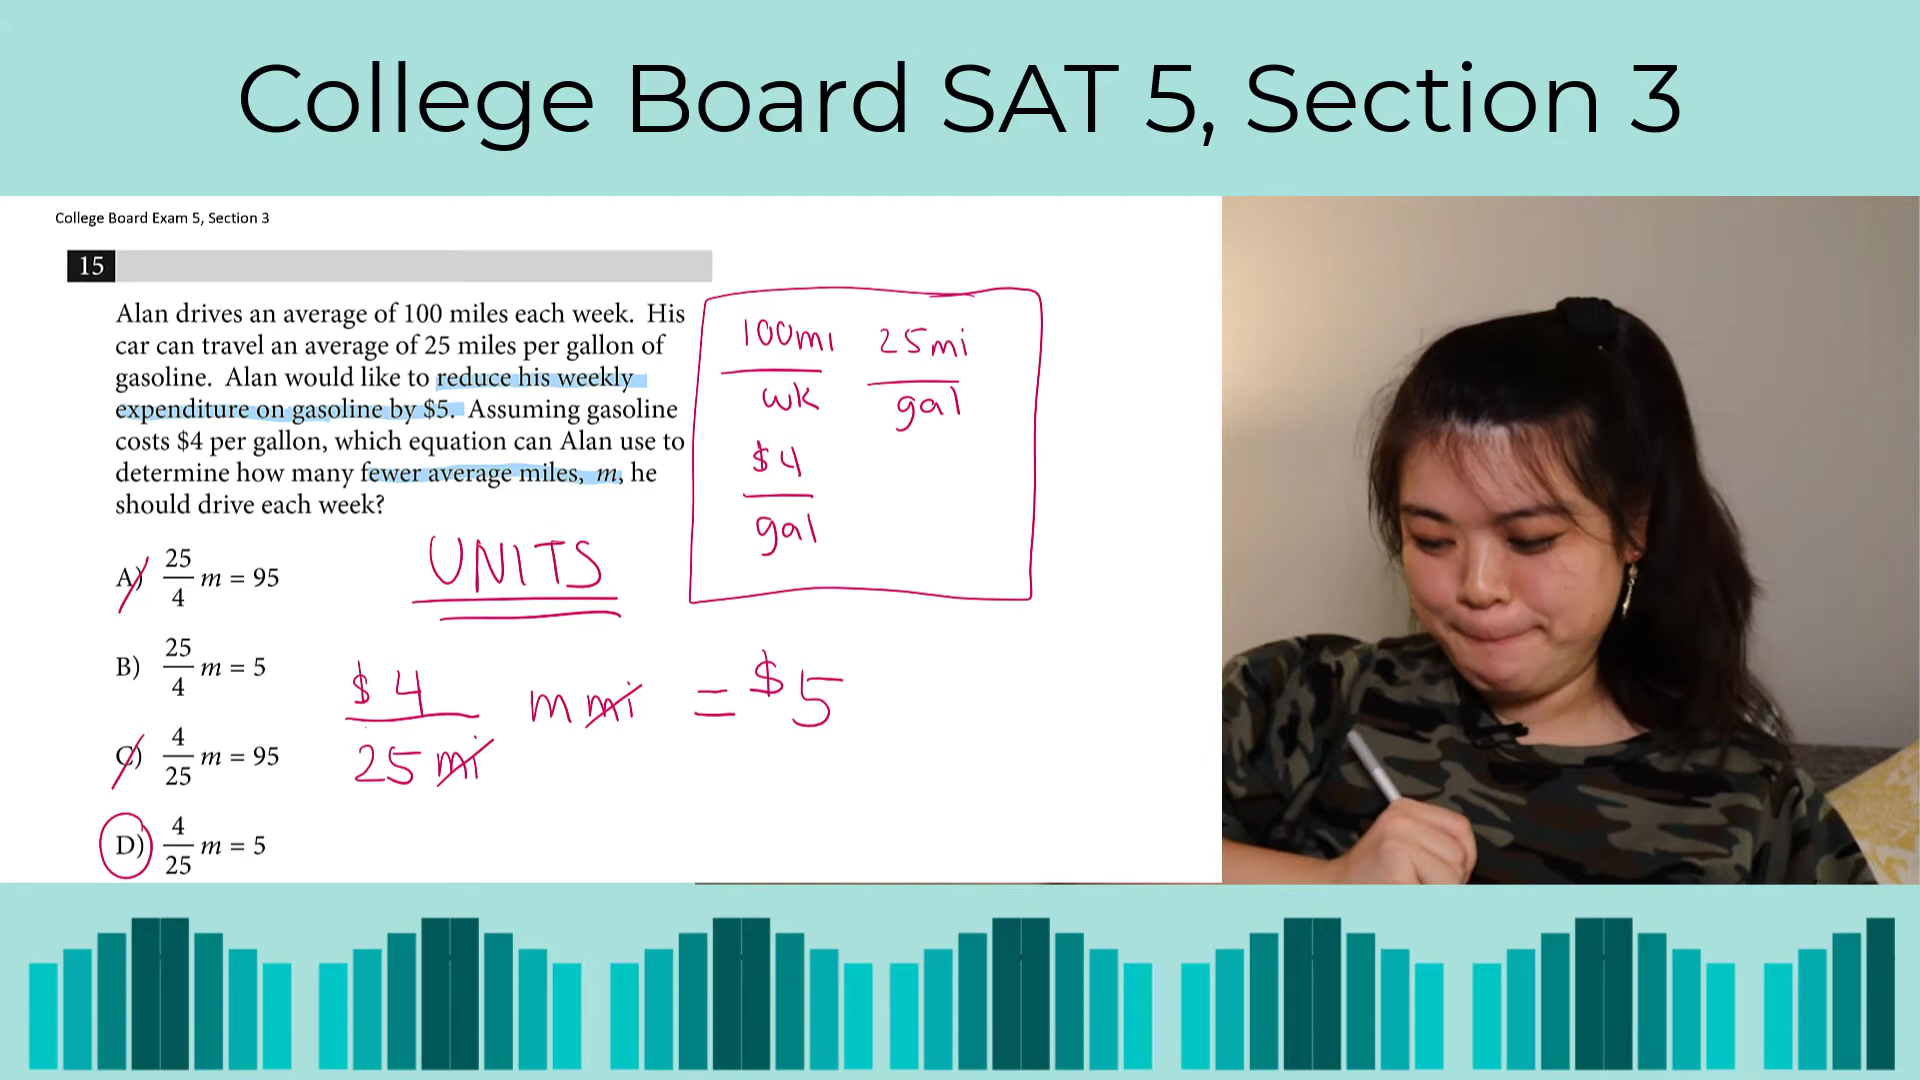 College Board SAT 5, Section 3
College Board Exam 5, Section 3
15
Alan drives an average of 100 miles each week. His
car can travel an average of 25 miles per gallon of
gasoline. Alan would like to reduce his weekly
expenditure on gasoline by $5. Assuming gasoline
costs $4 per gallon, which equation can Alan use to
determine how many fewer average miles, m, he
should drive each week?
A) 25/4 m = 95
B) 25/4 m = 5
C) 4/25 m = 95
D) 4/25 m = 5
100mi 25mi
wk gal
$4
gal
UNITS
$4 m mi = $5
25 mi